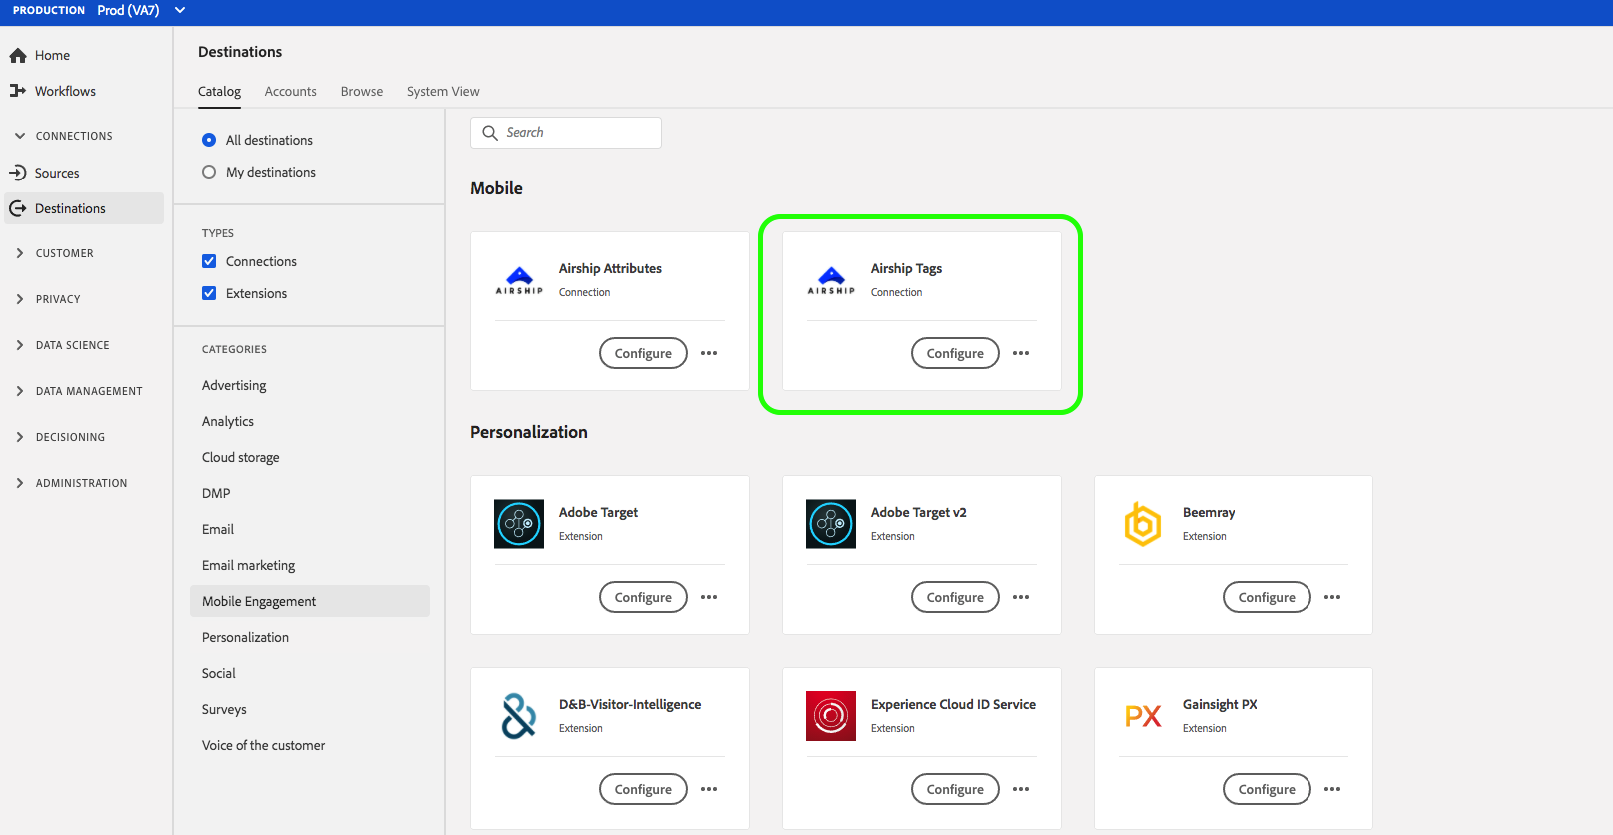 PRODUCTION Prod (VA7)
Home
Workflows
CONNECTIONS
Sources
Destinations
CUSTOMER
PRIVACY
DATA SCIENCE
DATA MANAGEMENT
DECISIONING
ADMINISTRATION
Destinations
Catalog Accounts Browse System View
All destinations
My destinations
TYPES
Connections
Extensions
CATEGORIES
Advertising
Analytics
Cloud storage
DMP
Email
Email marketing
Mobile Engagement
Personalization
Social
Surveys
Voice of the customer
Search
Mobile
AIRSHIP
Airship Attributes
Connection
Configure
AIRSHIP
Airship Tags
Connection
Configure
Personalization
Adobe Target
Extension
Configure
Adobe Target v2
Extension
Configure
Beemray
Extension
Configure
D&B-Visitor-Intelligence
Extension
Configure
Experience Cloud ID Service
Extension
Configure
PX
Gainsight PX
Extension
Configure